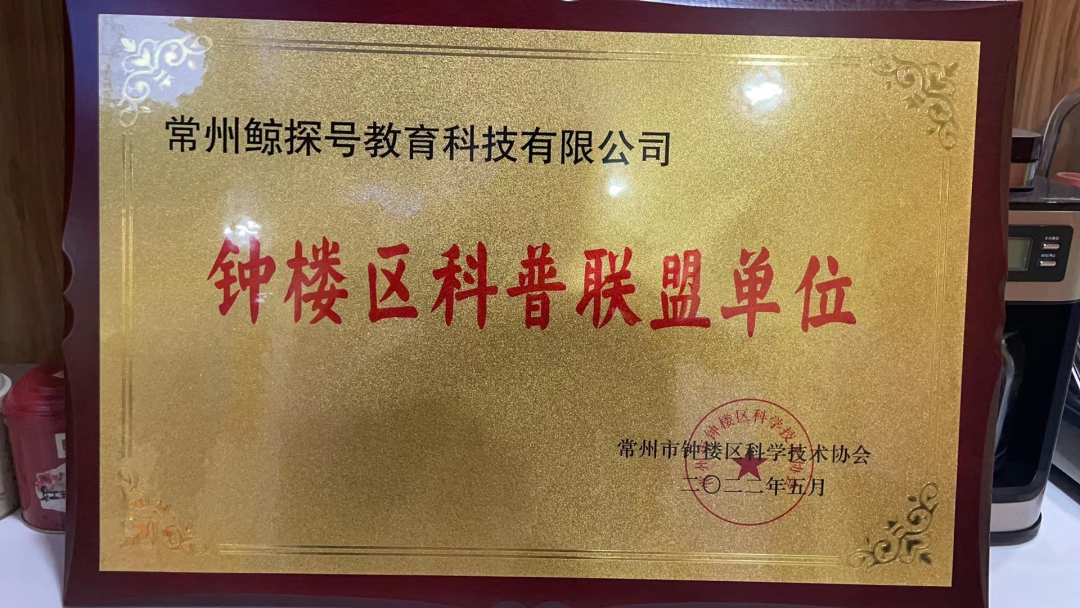 常州鲸探号教育科技有限公司
钟楼区科普联盟单位
常州市钟楼区科学技术协会
二〇二二年五月